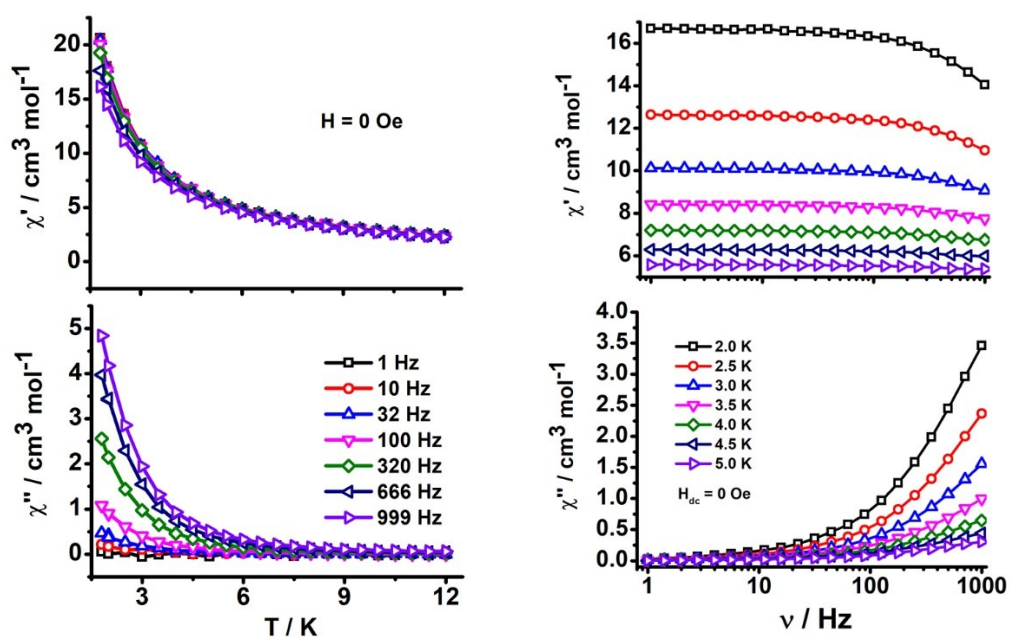 χ' / cm³ mol⁻¹
20
15
10
5
0
H = 0 Oe
χ' / cm³ mol⁻¹
16
14
12
10
8
6
χ'' / cm³ mol⁻¹
5
4
3
2
1
0
1 Hz
10 Hz
32 Hz
100 Hz
320 Hz
666 Hz
999 Hz
3 6 9 12
T / K
χ'' / cm³ mol⁻¹
4.0
3.5
3.0
2.5
2.0
1.5
1.0
0.5
0.0
2.0 K
2.5 K
3.0 K
3.5 K
4.0 K
4.5 K
5.0 K
H_dc = 0 Oe
1 10 100 1000
ν / Hz